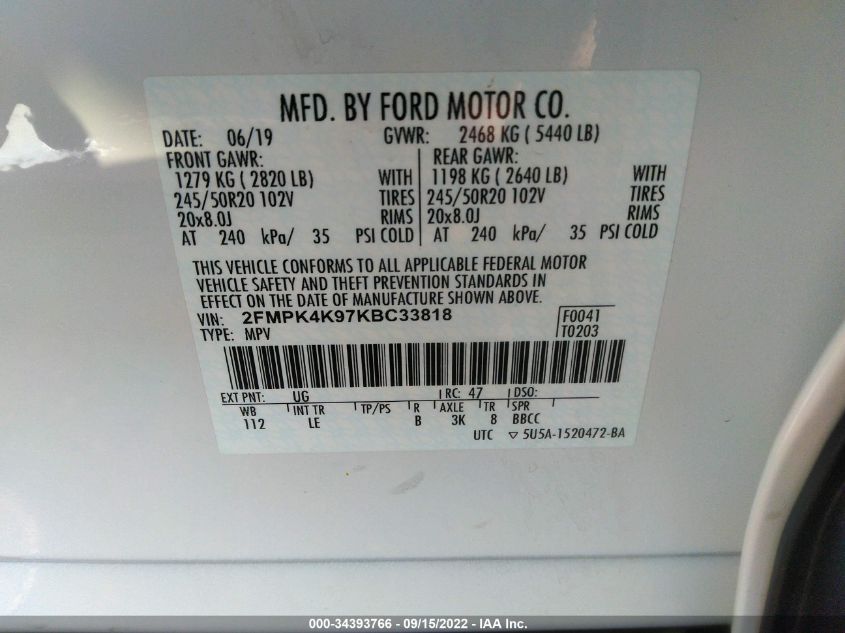 MFD. BY FORD MOTOR CO.
DATE: 06/19 GVWR: 2468 KG ( 5440 LB)
FRONT GAWR: REAR GAWR:
1279 KG ( 2820 LB) WITH 1198 KG ( 2640 LB) WITH
245/50R20 102V TIRES 245/50R20 102V TIRES
20x8.0J RIMS 20x8.0J RIMS
AT 240 kPa/ 35 PSI COLD AT 240 kPa/ 35 PSI COLD
THIS VEHICLE CONFORMS TO ALL APPLICABLE FEDERAL MOTOR
VEHICLE SAFETY AND THEFT PREVENTION STANDARDS IN
EFFECT ON THE DATE OF MANUFACTURE SHOWN ABOVE.
VIN: 2FMPK4K97KBC33818 F0041
TYPE: MPV T0203
EXT PNT: UG RC: 47 DSO:
WB INT TR TP/PS R AXLE TR SPR
112 LE B 3K 8 BBCC
UTC ▽ 5U5A-1520472-BA
000-34393766 - 09/15/2022 - IAA Inc.